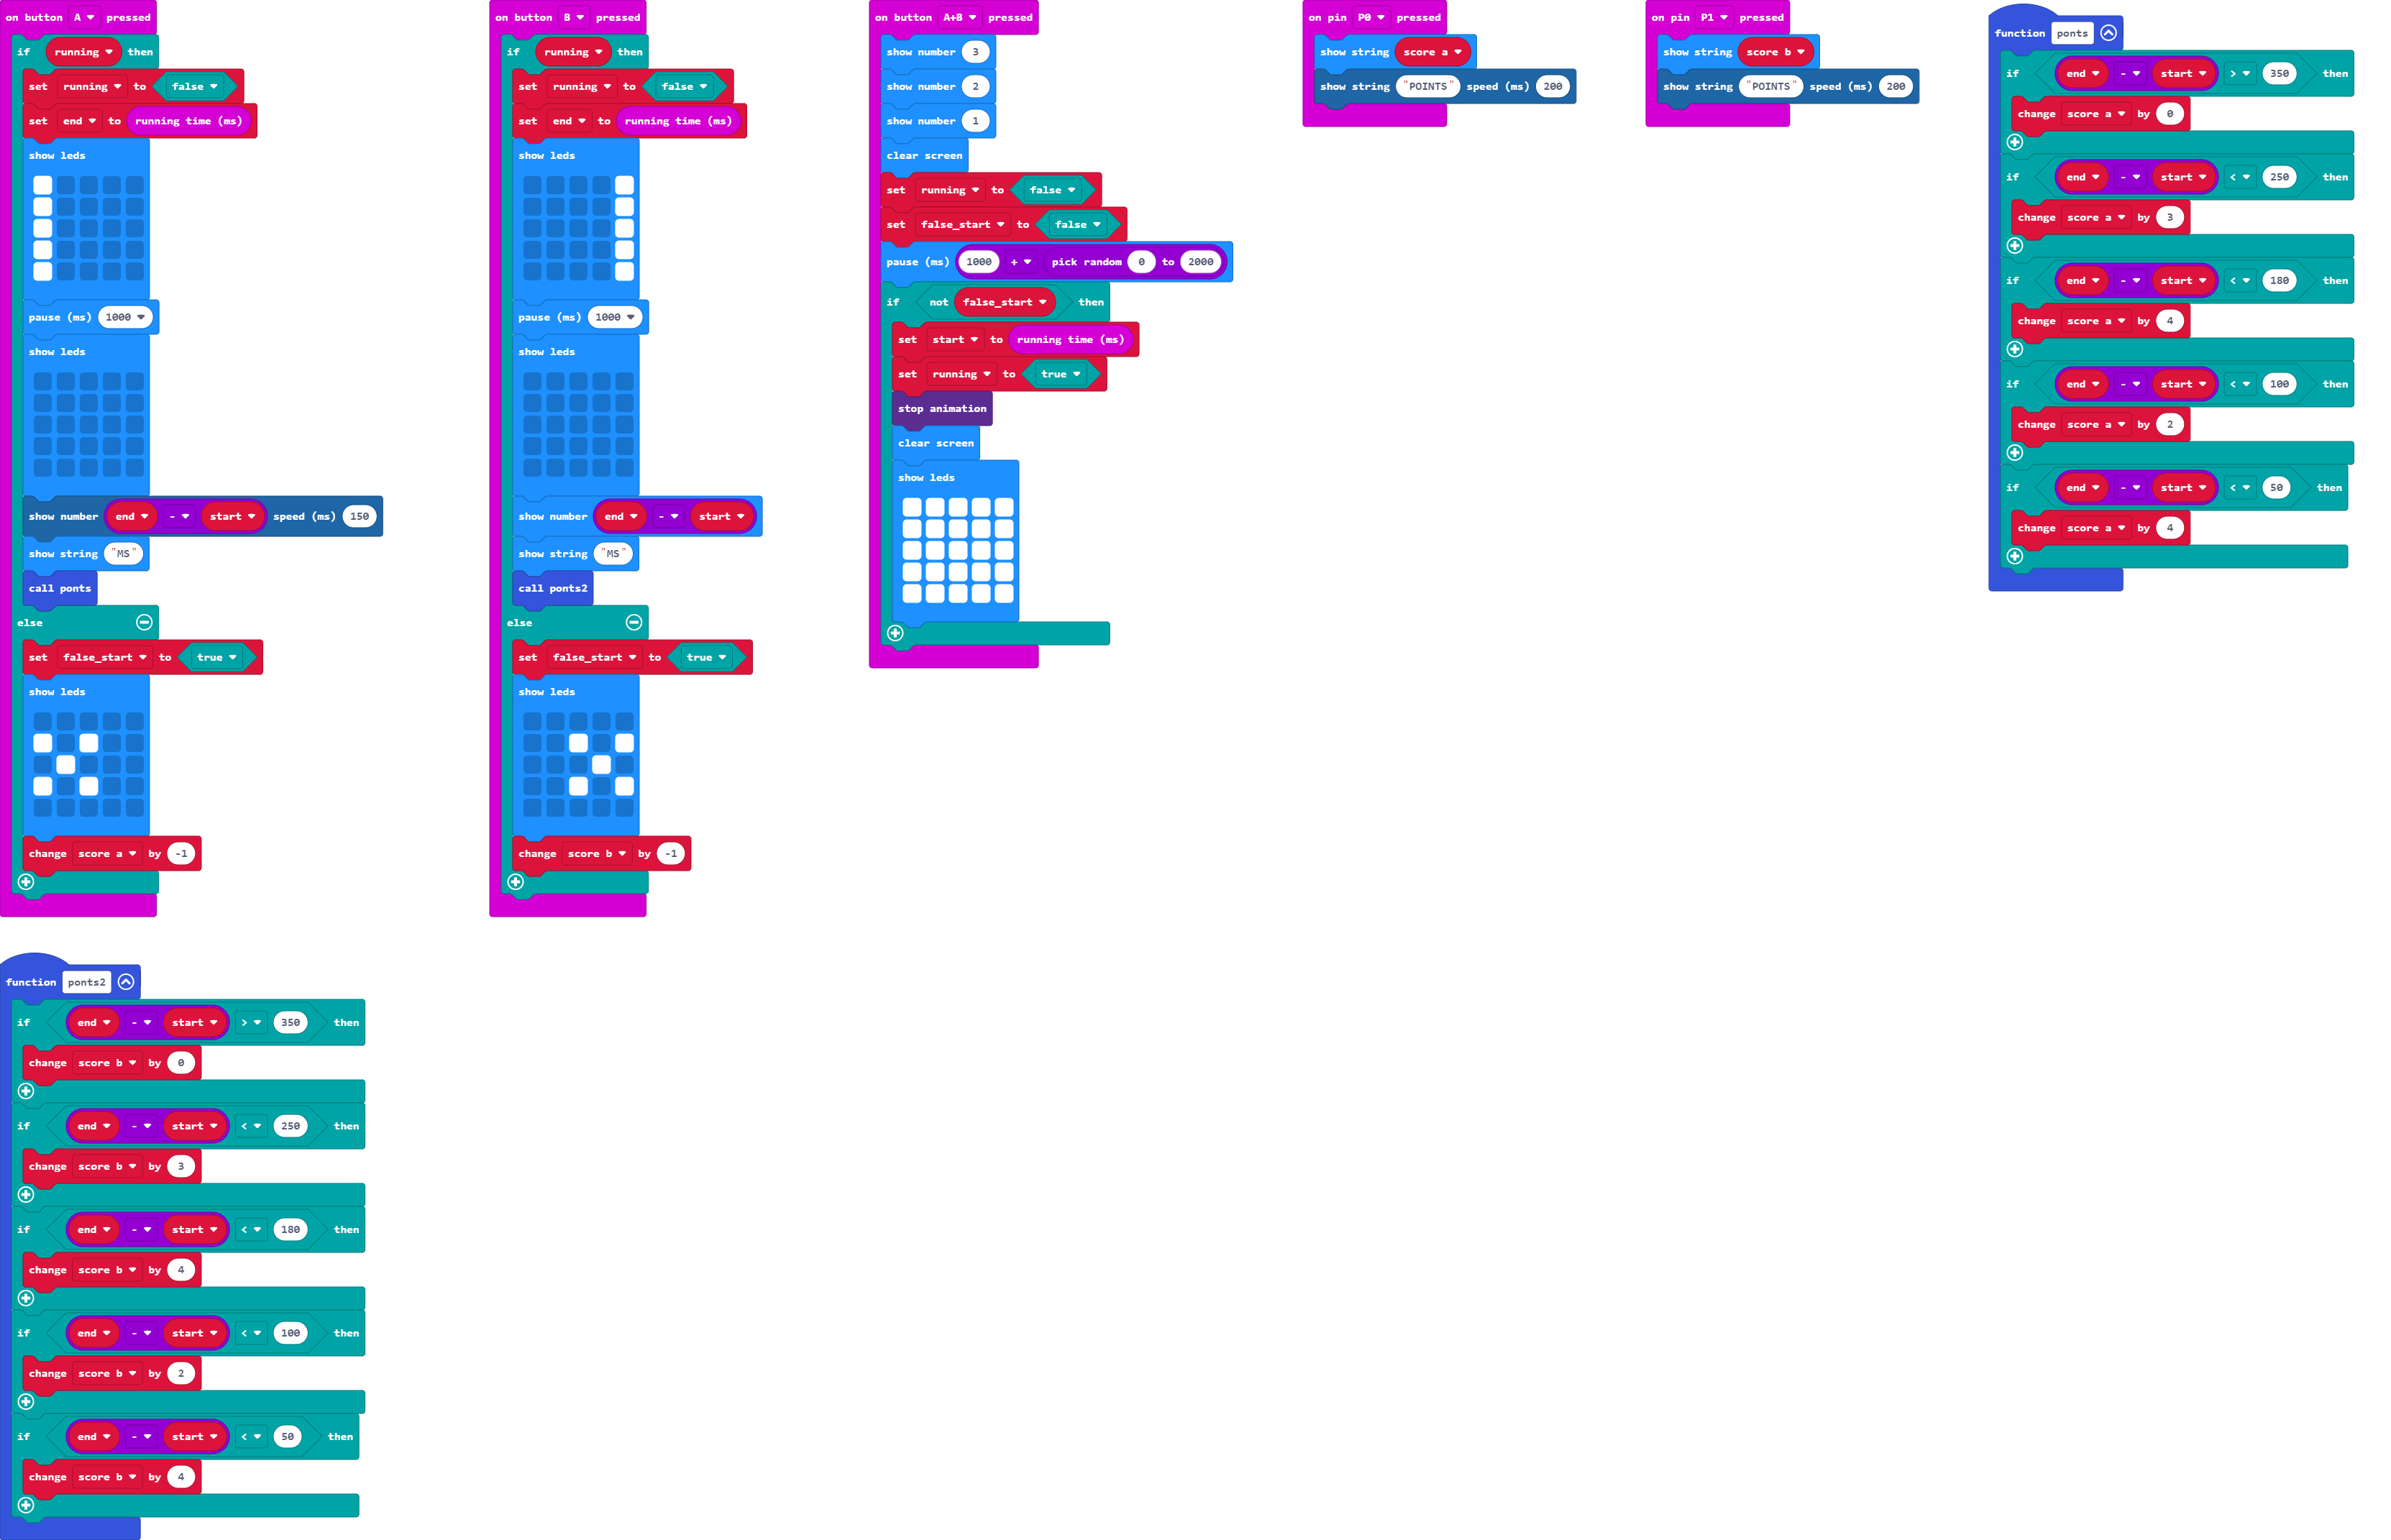 on button A pressed
if running then
set running to false
set end to running time (ms)
show leds
pause (ms) 1000
show leds
show number end - start speed (ms) 150
show string "MS"
call ponts
else
set false_start to true
show leds
change score a by -1
on button B pressed
if running then
set running to false
set end to running time (ms)
show leds
pause (ms) 1000
show leds
show number end - start
show string "MS"
call ponts2
else
set false_start to true
show leds
change score b by -1
on button A+B pressed
show number 3
show number 2
show number 1
clear screen
set running to false
set false_start to false
pause (ms) 1000 + pick random 0 to 2000
if not false_start then
set start to running time (ms)
set running to true
stop animation
clear screen
show leds
on pin P0 pressed
show string score a
show string "POINTS" speed (ms) 200
on pin P1 pressed
show string score b
show string "POINTS" speed (ms) 200
function ponts
if end - start > 350 then
change score a by 0
if end - start < 250 then
change score a by 3
if end - start < 180 then
change score a by 4
if end - start < 100 then
change score a by 2
if end - start < 50 then
change score a by 4
function ponts2
if end - start > 350 then
change score b by 0
if end - start < 250 then
change score b by 3
if end - start < 180 then
change score b by 4
if end - start < 100 then
change score b by 2
if end - start < 50 then
change score b by 4